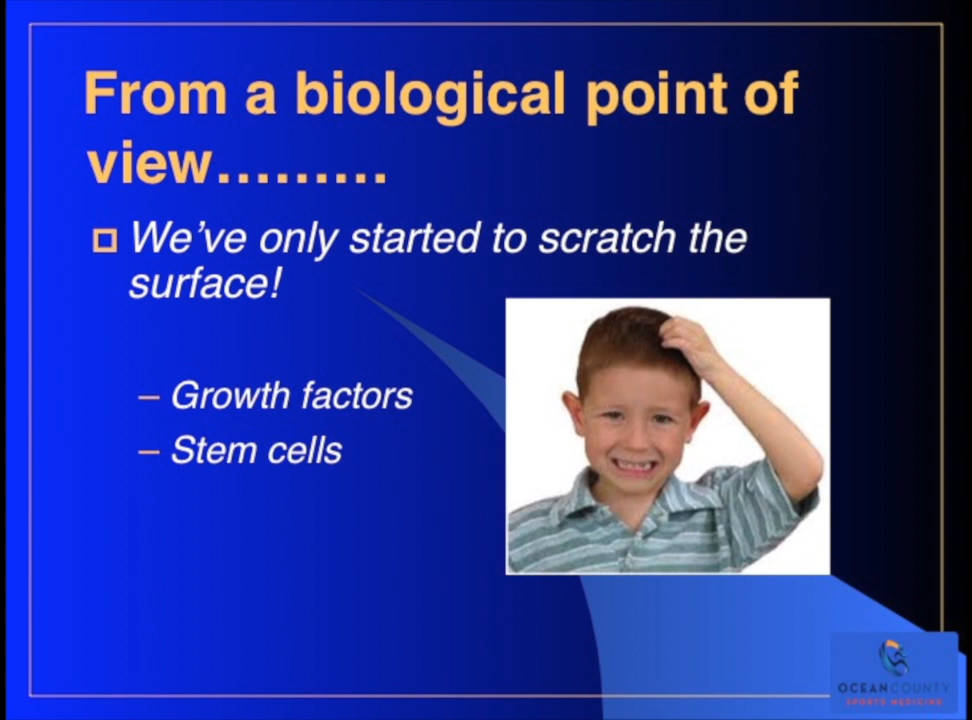 From a biological point of
view.........
We've only started to scratch the
surface!
– Growth factors
– Stem cells
OCEAN COUNTY
SPORTS MEDICINE